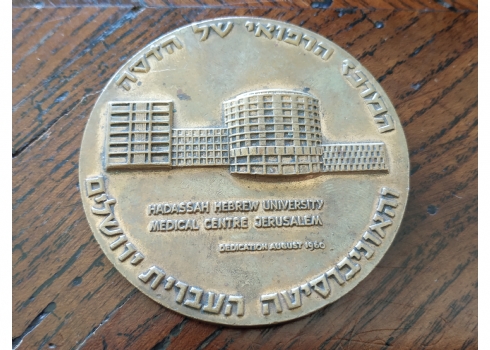 המרכז הרפואי של הדסה
והאוניברסיטה העברית ירושלים
HADASSAH HEBREW UNIVERSITY
MEDICAL CENTRE JERUSALEM
DEDICATION AUGUST 1960